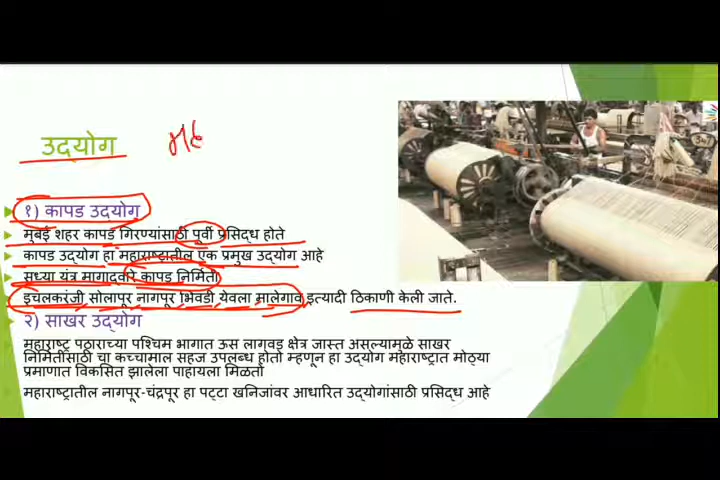 उद्योग
१) कापड उद्योग
मुंबई शहर कापड गिरण्यांसाठी पूर्वी प्रसिद्ध होते
कापड उद्योग हा महाराष्ट्रातील एक प्रमुख उद्योग आहे
सध्या यंत्र मागाद्वारे कापड निर्मिती
इचलकरंजी सोलापूर नागपूर भिवंडी येवला मालेगाव इत्यादी ठिकाणी केली जाते.
२) साखर उद्योग
महाराष्ट्र पठाराच्या पश्चिम भागात ऊस लागवड क्षेत्र जास्त असल्यामुळे साखर
निर्मितीसाठी चा कच्चामाल सहज उपलब्ध होतो म्हणून हा उद्योग महाराष्ट्रात मोठ्या
प्रमाणात विकसित झालेला पाहायला मिळतो
महाराष्ट्रातील नागपूर-चंद्रपूर हा पट्टा खनिजांवर आधारित उद्योगांसाठी प्रसिद्ध आहे